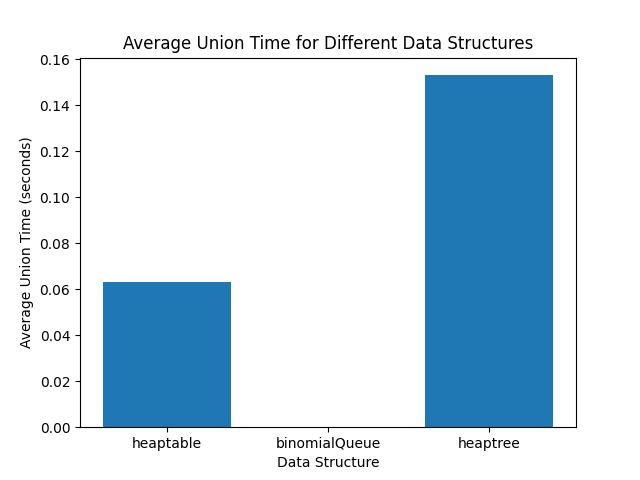 Average Union Time for Different Data Structures
Average Union Time (seconds)
0.16
0.14
0.12
0.10
0.08
0.06
0.04
0.02
0.00
heaptable binomialQueue heaptree
Data Structure